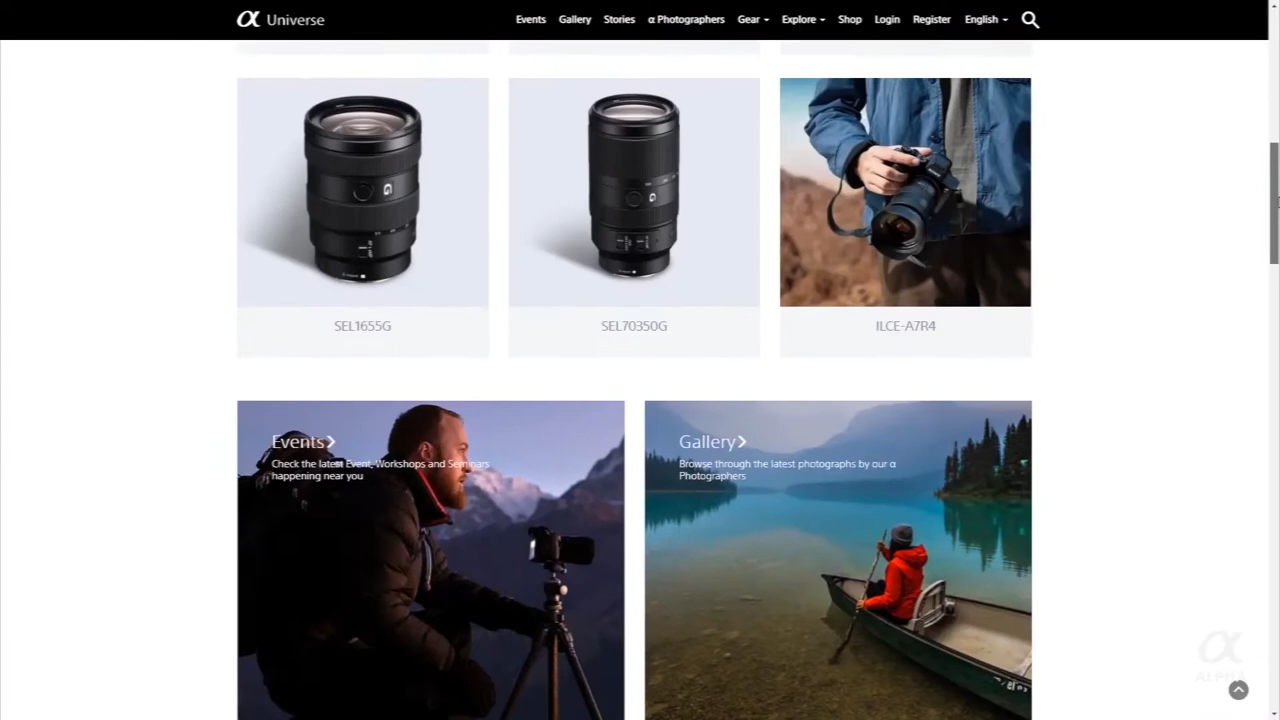 α Universe
Events Gallery Stories α Photographers Gear Explore Shop Login Register English
G
G
SEL1655G SEL70350G ILCE-A7R4
Events
Check the latest Event, Workshops and Seminars
happening near you
Gallery
Browse through the latest photographs by our α
Photographers
α
ALPHA